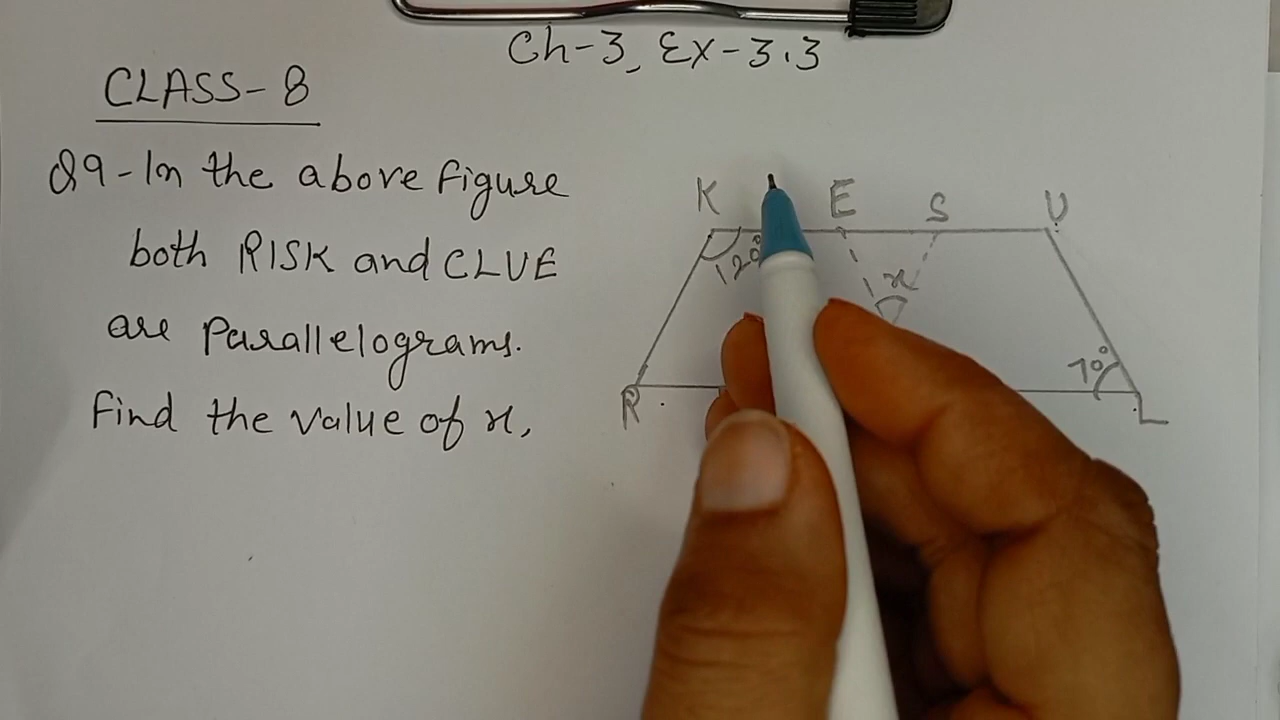 Ch-3, Ex-3.3
CLASS-8
Q9-In the above figure
both RISK and CLUE
are parallelograms.
find the value of x,
K E S U
120°
x
70°
R L